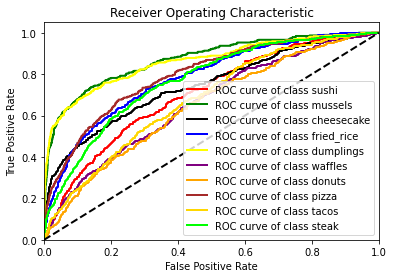 Receiver Operating Characteristic
1.0
0.8
0.6
0.4
0.2
0.0
True Positive Rate
ROC curve of class sushi
ROC curve of class mussels
ROC curve of class cheesecake
ROC curve of class fried_rice
ROC curve of class dumplings
ROC curve of class waffles
ROC curve of class donuts
ROC curve of class pizza
ROC curve of class tacos
ROC curve of class steak
0.0 0.2 0.4 0.6 0.8 1.0
False Positive Rate